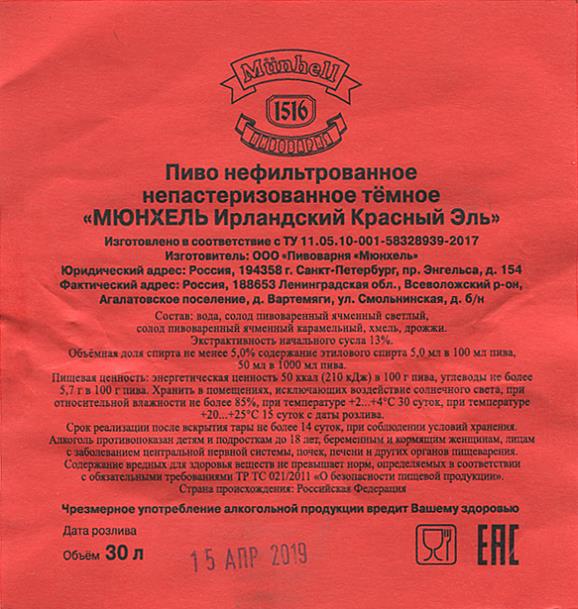 Münhell
1516
Пиво нефильтрованное
непастеризованное тёмное
«МЮНХЕЛЬ Ирландский Красный Эль»
Изготовлено в соответствие с ТУ 11.05.10-001-58328939-2017
Изготовитель: ООО «Пивоварня «Мюнхель»
Юридический адрес: Россия, 194358 г. Санкт-Петербург, пр. Энгельса, д. 154
Фактический адрес: Россия, 188653 Ленинградская обл., Всеволожский р-он,
Агалатовское поселение, д. Вартемяги, ул. Смольнинская, д. б/н
Состав: вода, солод пивоваренный ячменный светлый,
солод пивоваренный ячменный карамельный, хмель, дрожжи.
Экстрактивность начального сусла 13%.
Объёмная доля спирта не менее 5,0% содержание этилового спирта 5,0 мл в 100 мл пива,
50 мл в 1000 мл пива.
Пищевая ценность: энергетическая ценность 50 ккал (210 кДж) в 100 г пива, углеводы не более
5,7 г в 100 г пива. Хранить в помещениях, исключающих воздействие солнечного света, при
относительной влажности не более 85%, при температуре +2...+4°С 30 суток, при температуре
+20...+25°С 15 суток с даты розлива.
Срок реализации после вскрытия тары не более 14 суток, при соблюдении условий хранения.
Алкоголь противопоказан детям и подросткам до 18 лет, беременным и кормящим женщинам, лицам
с заболеванием центральной нервной системы, почек, печени и других органов пищеварения.
Содержание вредных для здоровья веществ не превышает норм, определяемых в соответствии
с обязательными требованиями ТР ТС 021/2011 «О безопасности пищевой продукции».
Страна происхождения: Российская Федерация
Чрезмерное употребление алкогольной продукции вредит Вашему здоровью
Дата розлива
Объём 30 л
15 АПР 2019
EAC